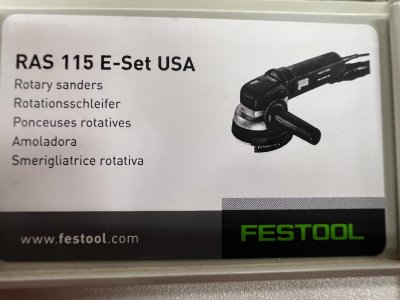 RAS 115 E-Set USA
Rotary sanders
Rotationsschleifer
Ponceuses rotatives
Amoladora
Smerigliatrice rotativa
www.festool.com
FESTOOL